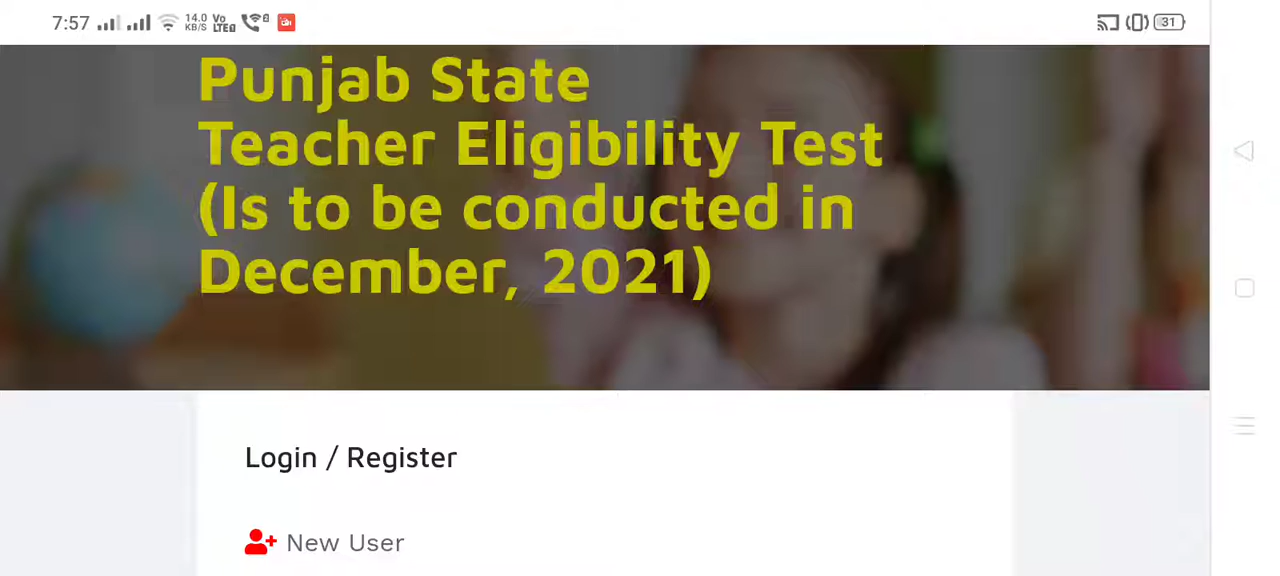 7:57 14.0 KB/S Vo LTE 31
Punjab State
Teacher Eligibility Test
(Is to be conducted in
December, 2021)
Login / Register
New User